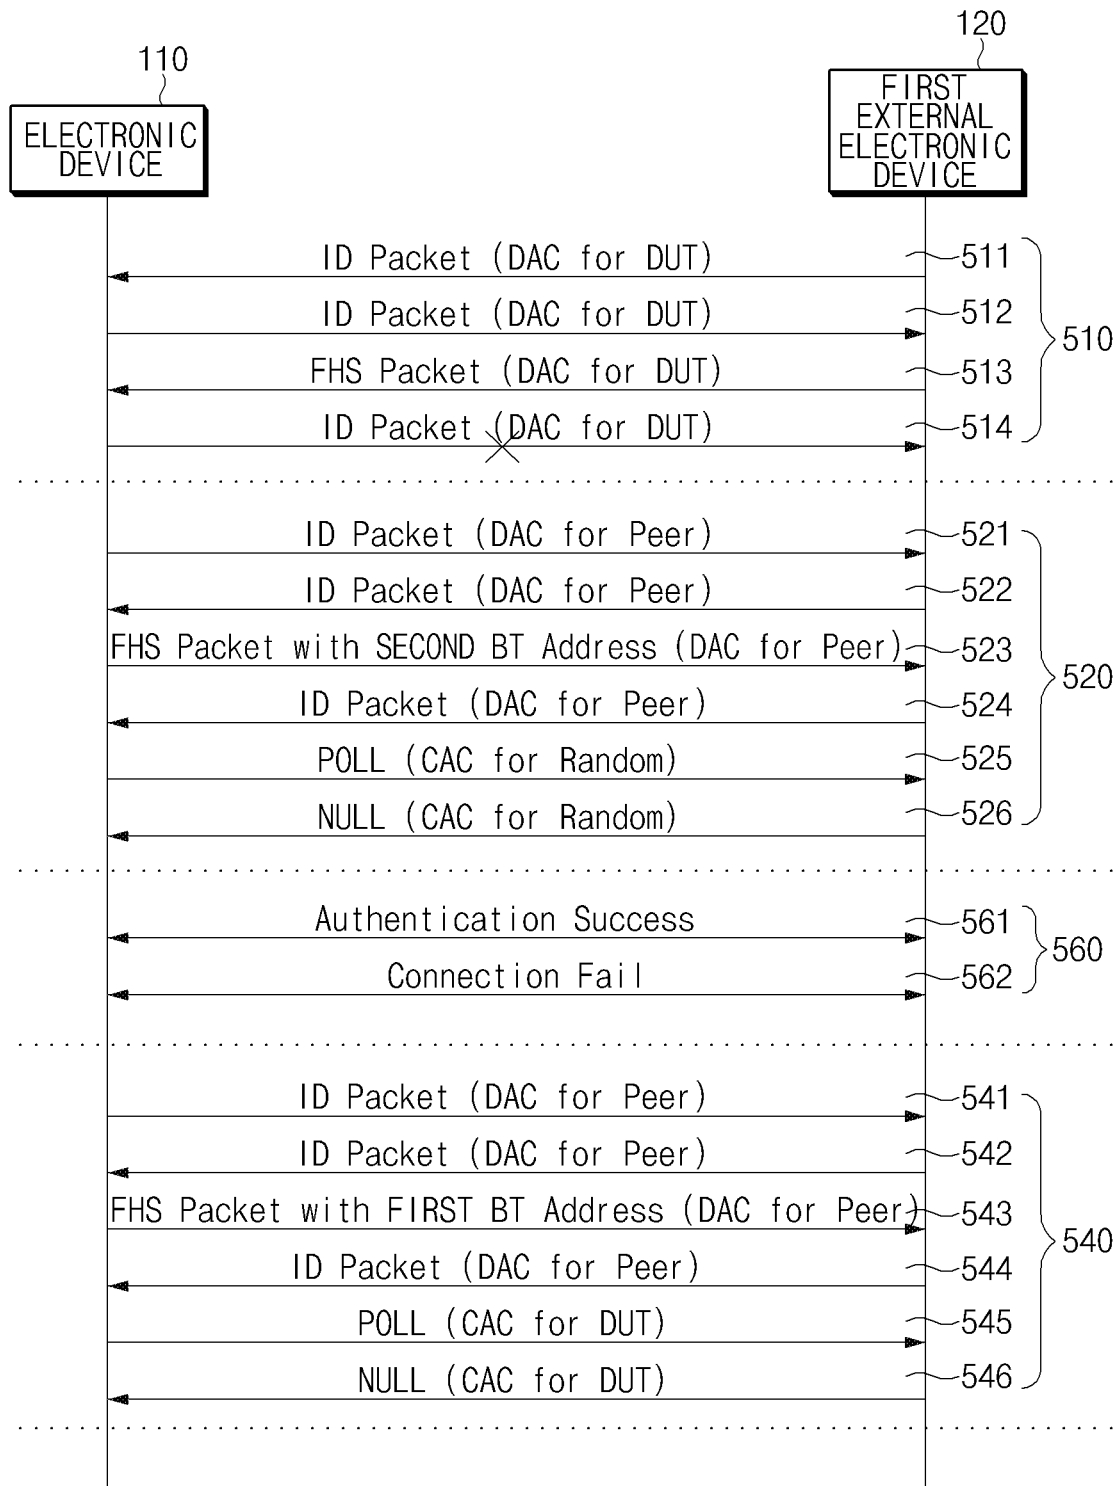 110
120
ELECTRONIC
DEVICE
FIRST
EXTERNAL
ELECTRONIC
DEVICE
ID Packet (DAC for DUT)
511
ID Packet (DAC for DUT)
512
510
FHS Packet (DAC for DUT)
513
ID Packet (DAC for DUT)
514
ID Packet (DAC for Peer)
521
ID Packet (DAC for Peer)
522
FHS Packet with SECOND BT Address (DAC for Peer)
523
520
ID Packet (DAC for Peer)
524
POLL (CAC for Random)
525
NULL (CAC for Random)
526
Authentication Success
561
560
Connection Fail
562
ID Packet (DAC for Peer)
541
ID Packet (DAC for Peer)
542
FHS Packet with FIRST BT Address (DAC for Peer)
543
540
ID Packet (DAC for Peer)
544
POLL (CAC for DUT)
545
NULL (CAC for DUT)
546